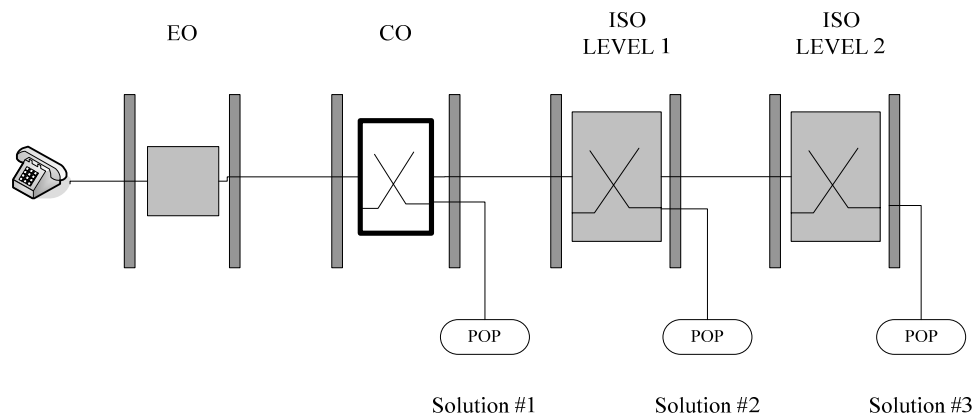 EO
CO
ISO
LEVEL 1
ISO
LEVEL 2
POP
POP
POP
Solution #1
Solution #2
Solution #3